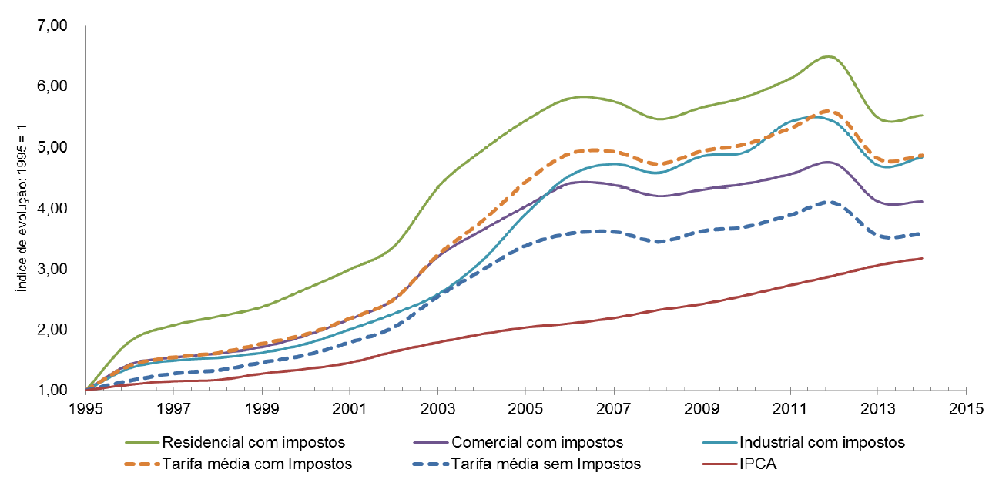 7,00
6,00
5,00
4,00
3,00
2,00
1,00
Índice de evolução: 1995 = 1
1995 1997 1999 2001 2003 2005 2007 2009 2011 2013 2015
Residencial com impostos Comercial com impostos Industrial com impostos
Tarifa média com Impostos Tarifa média sem Impostos IPCA